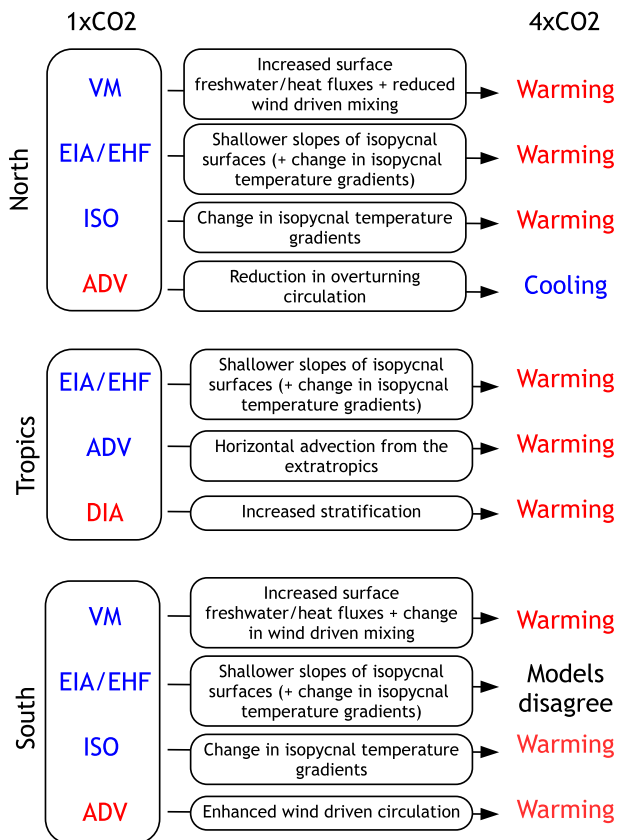 1xCO2
4xCO2
North
VM
Increased surface
freshwater/heat fluxes + reduced
wind driven mixing
Warming
EIA/EHF
Shallower slopes of isopycnal
surfaces (+ change in isopycnal
temperature gradients)
Warming
ISO
Change in isopycnal temperature
gradients
Warming
ADV
Reduction in overturning
circulation
Cooling
Tropics
EIA/EHF
Shallower slopes of isopycnal
surfaces (+ change in isopycnal
temperature gradients)
Warming
ADV
Horizontal advection from the
extratropics
Warming
DIA
Increased stratification
Warming
South
VM
Increased surface
freshwater/heat fluxes + change
in wind driven mixing
Warming
EIA/EHF
Shallower slopes of isopycnal
surfaces (+ change in isopycnal
temperature gradients)
Models
disagree
ISO
Change in isopycnal temperature
gradients
Warming
ADV
Enhanced wind driven circulation
Warming